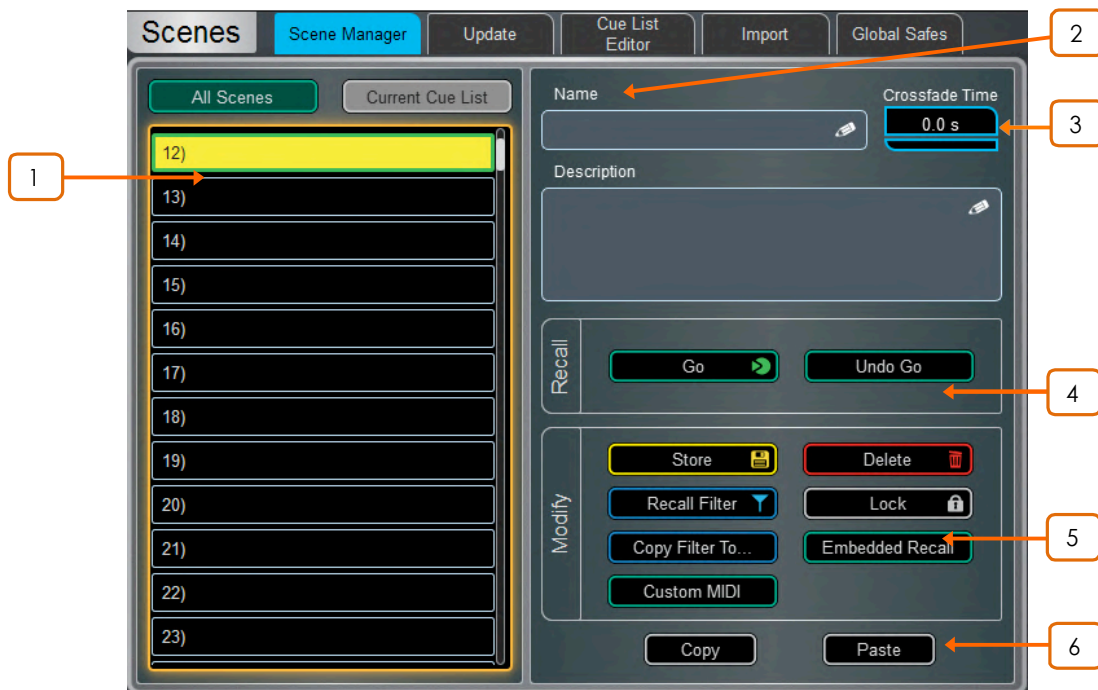 Scenes
Scene Manager
Update
Cue List
Editor
Import
Global Safes
2
All Scenes
Current Cue List
Name
Crossfade Time
0.0 s
3
1
12)
13)
14)
15)
16)
17)
18)
19)
20)
21)
22)
23)
Description
Recall
Go
Undo Go
4
Modify
Store
Delete
Recall Filter
Lock
Copy Filter To...
Embedded Recall
5
Custom MIDI
Copy
Paste
6